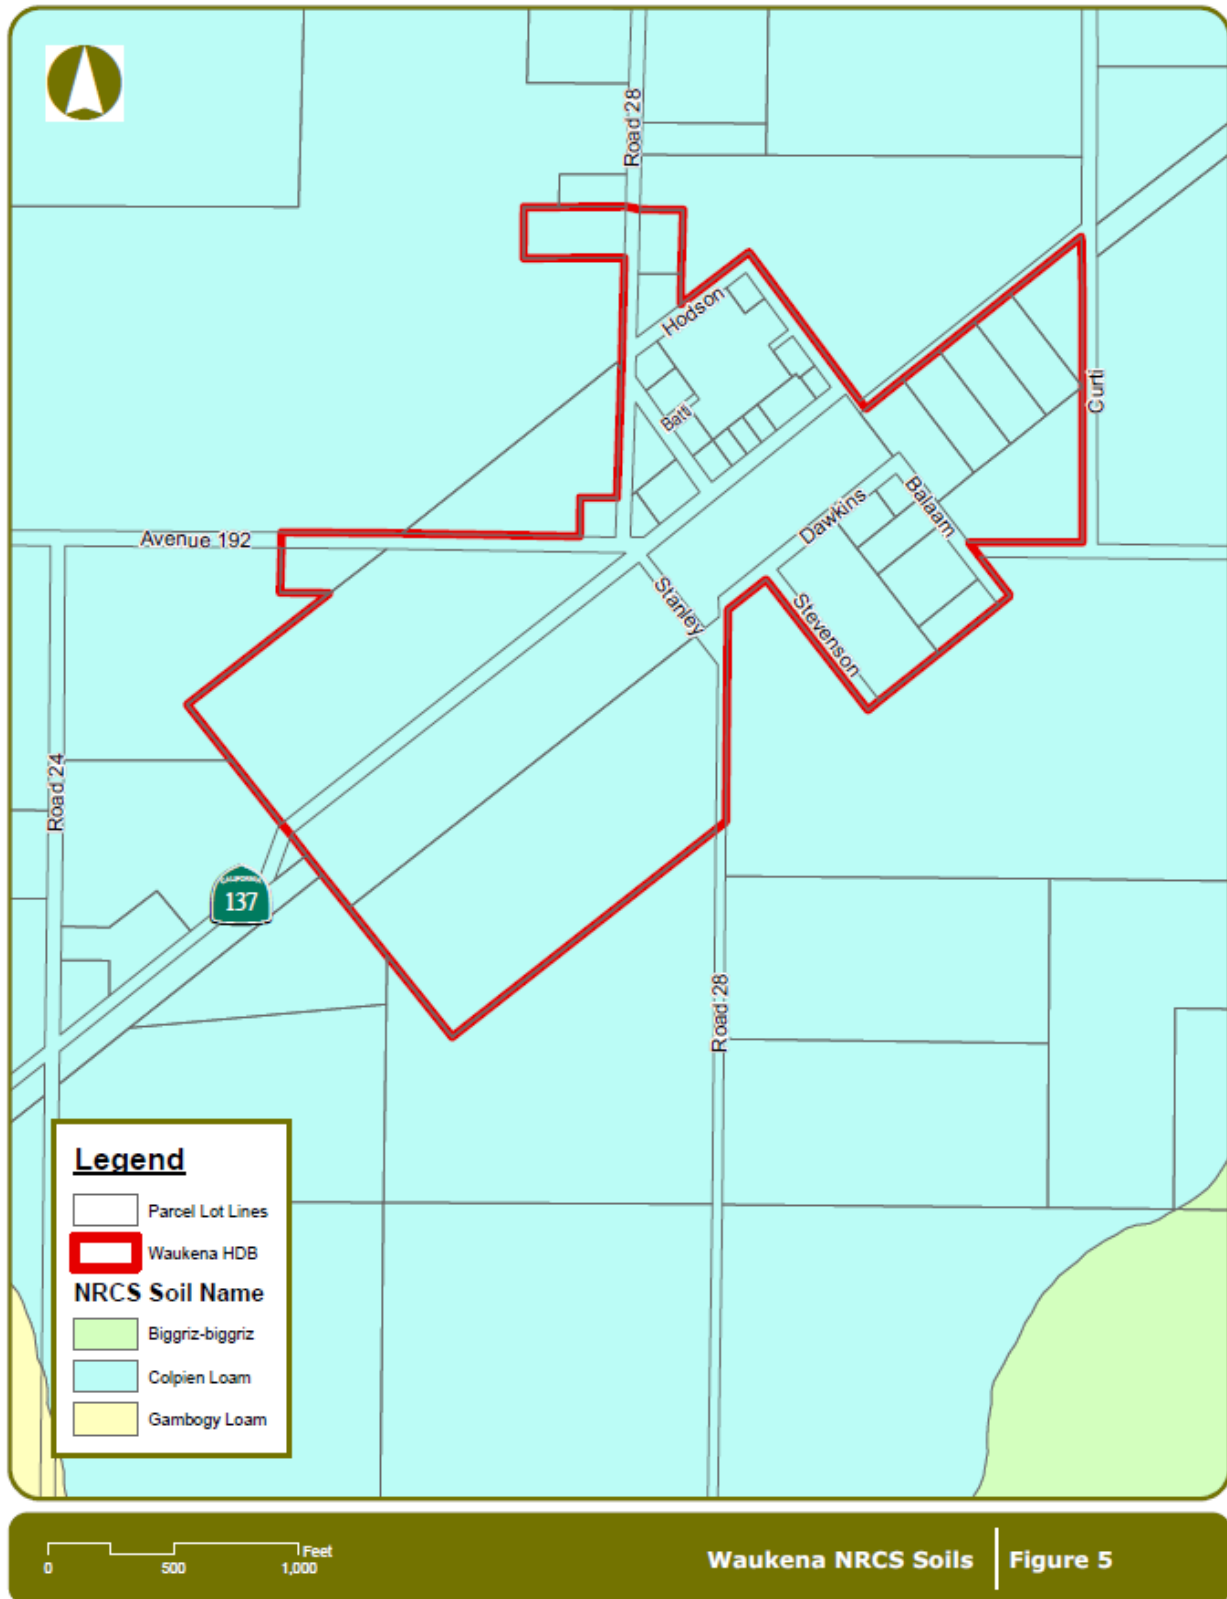 Road 28
Hodson
Curti
Batti
Avenue 192
Dawkins
Balaam
Stanley
Stevenson
Road 24
CALIFORNIA
137
Road 28
Legend
Parcel Lot Lines
Waukena HDB
NRCS Soil Name
Biggriz-biggriz
Colpien Loam
Gambogy Loam
Feet
0 500 1,000
Waukena NRCS Soils Figure 5